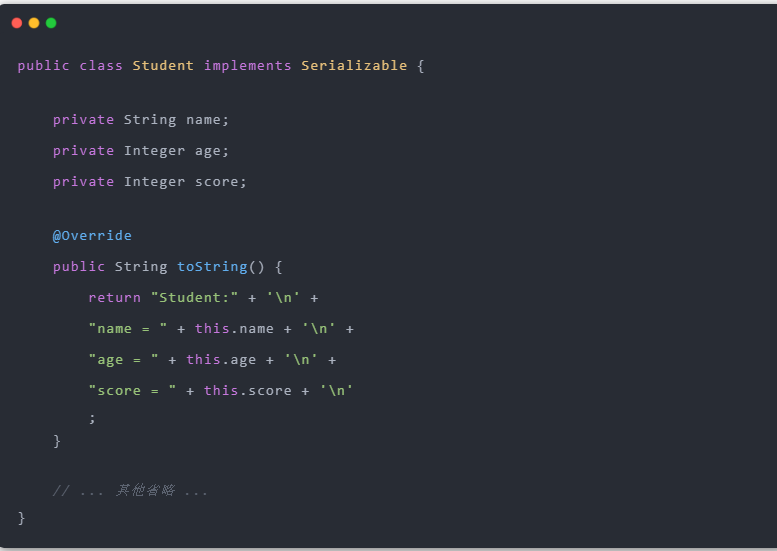 public class Student implements Serializable {
private String name;
private Integer age;
private Integer score;
@Override
public String toString() {
return "Student:" + '\n' +
"name = " + this.name + '\n' +
"age = " + this.age + '\n' +
"score = " + this.score + '\n'
;
}
// ... 其他省略 ...
}